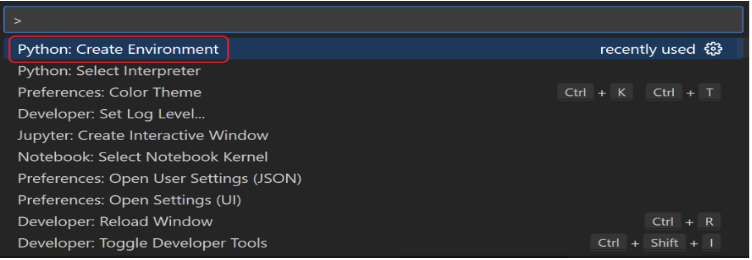 >
Python: Create Environment recently used
Python: Select Interpreter
Preferences: Color Theme Ctrl + K Ctrl + T
Developer: Set Log Level...
Jupyter: Create Interactive Window
Notebook: Select Notebook Kernel
Preferences: Open User Settings (JSON)
Preferences: Open Settings (UI)
Developer: Reload Window Ctrl + R
Developer: Toggle Developer Tools Ctrl + Shift + I